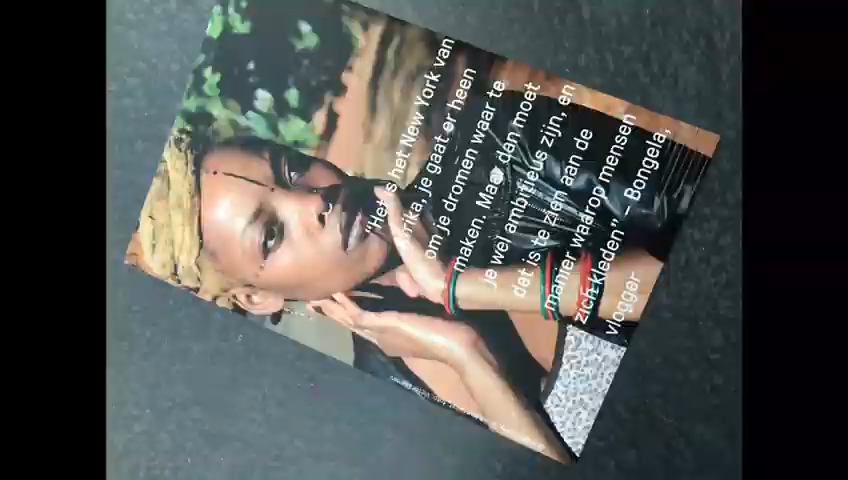 “Het is het New York van
Afrika, je gaat er heen
om je dromen waar te
maken. Maar dan moet
je wel ambitieus zijn, en
dat is te zien aan de
manier waarop mensen
zich kleden” – Bongela,
vlogger